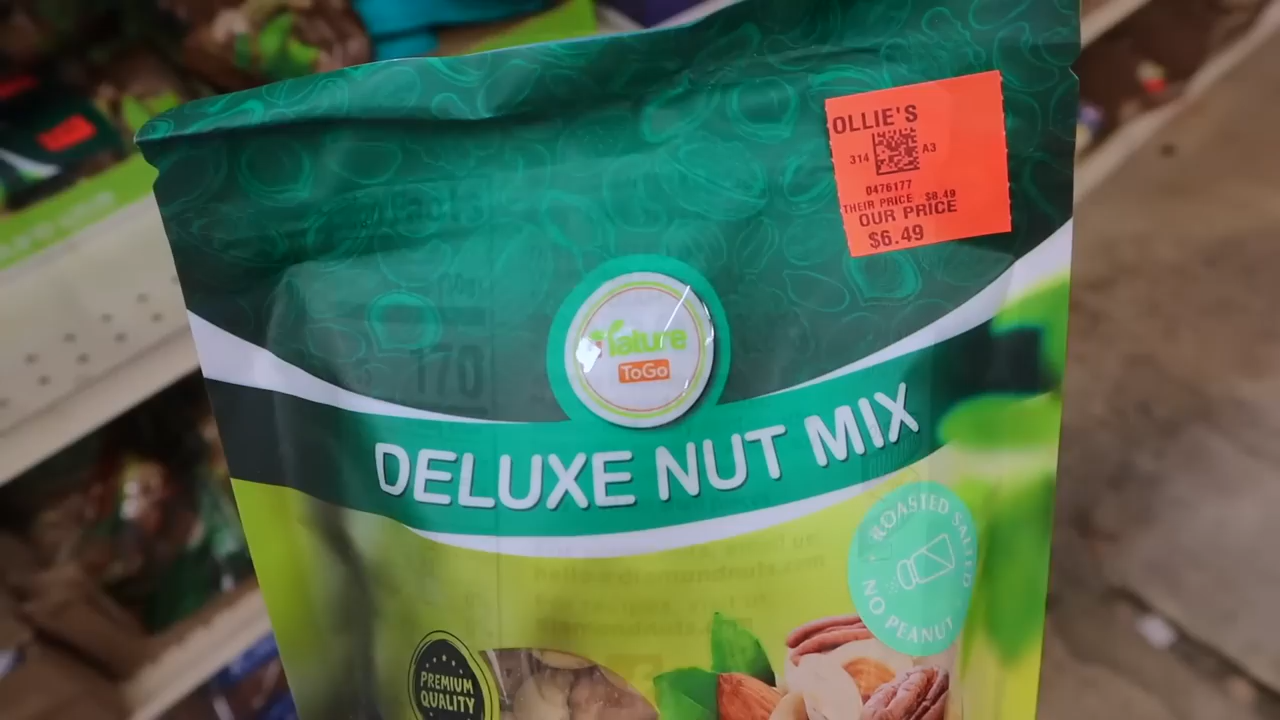 OLLIE'S
314 A3
0476177
THEIR PRICE $8.49
OUR PRICE
$6.49
Nature
ToGo
170
DELUXE NUT MIX
ROASTED SALTED
NO PEANUT
PREMIUM
QUALITY